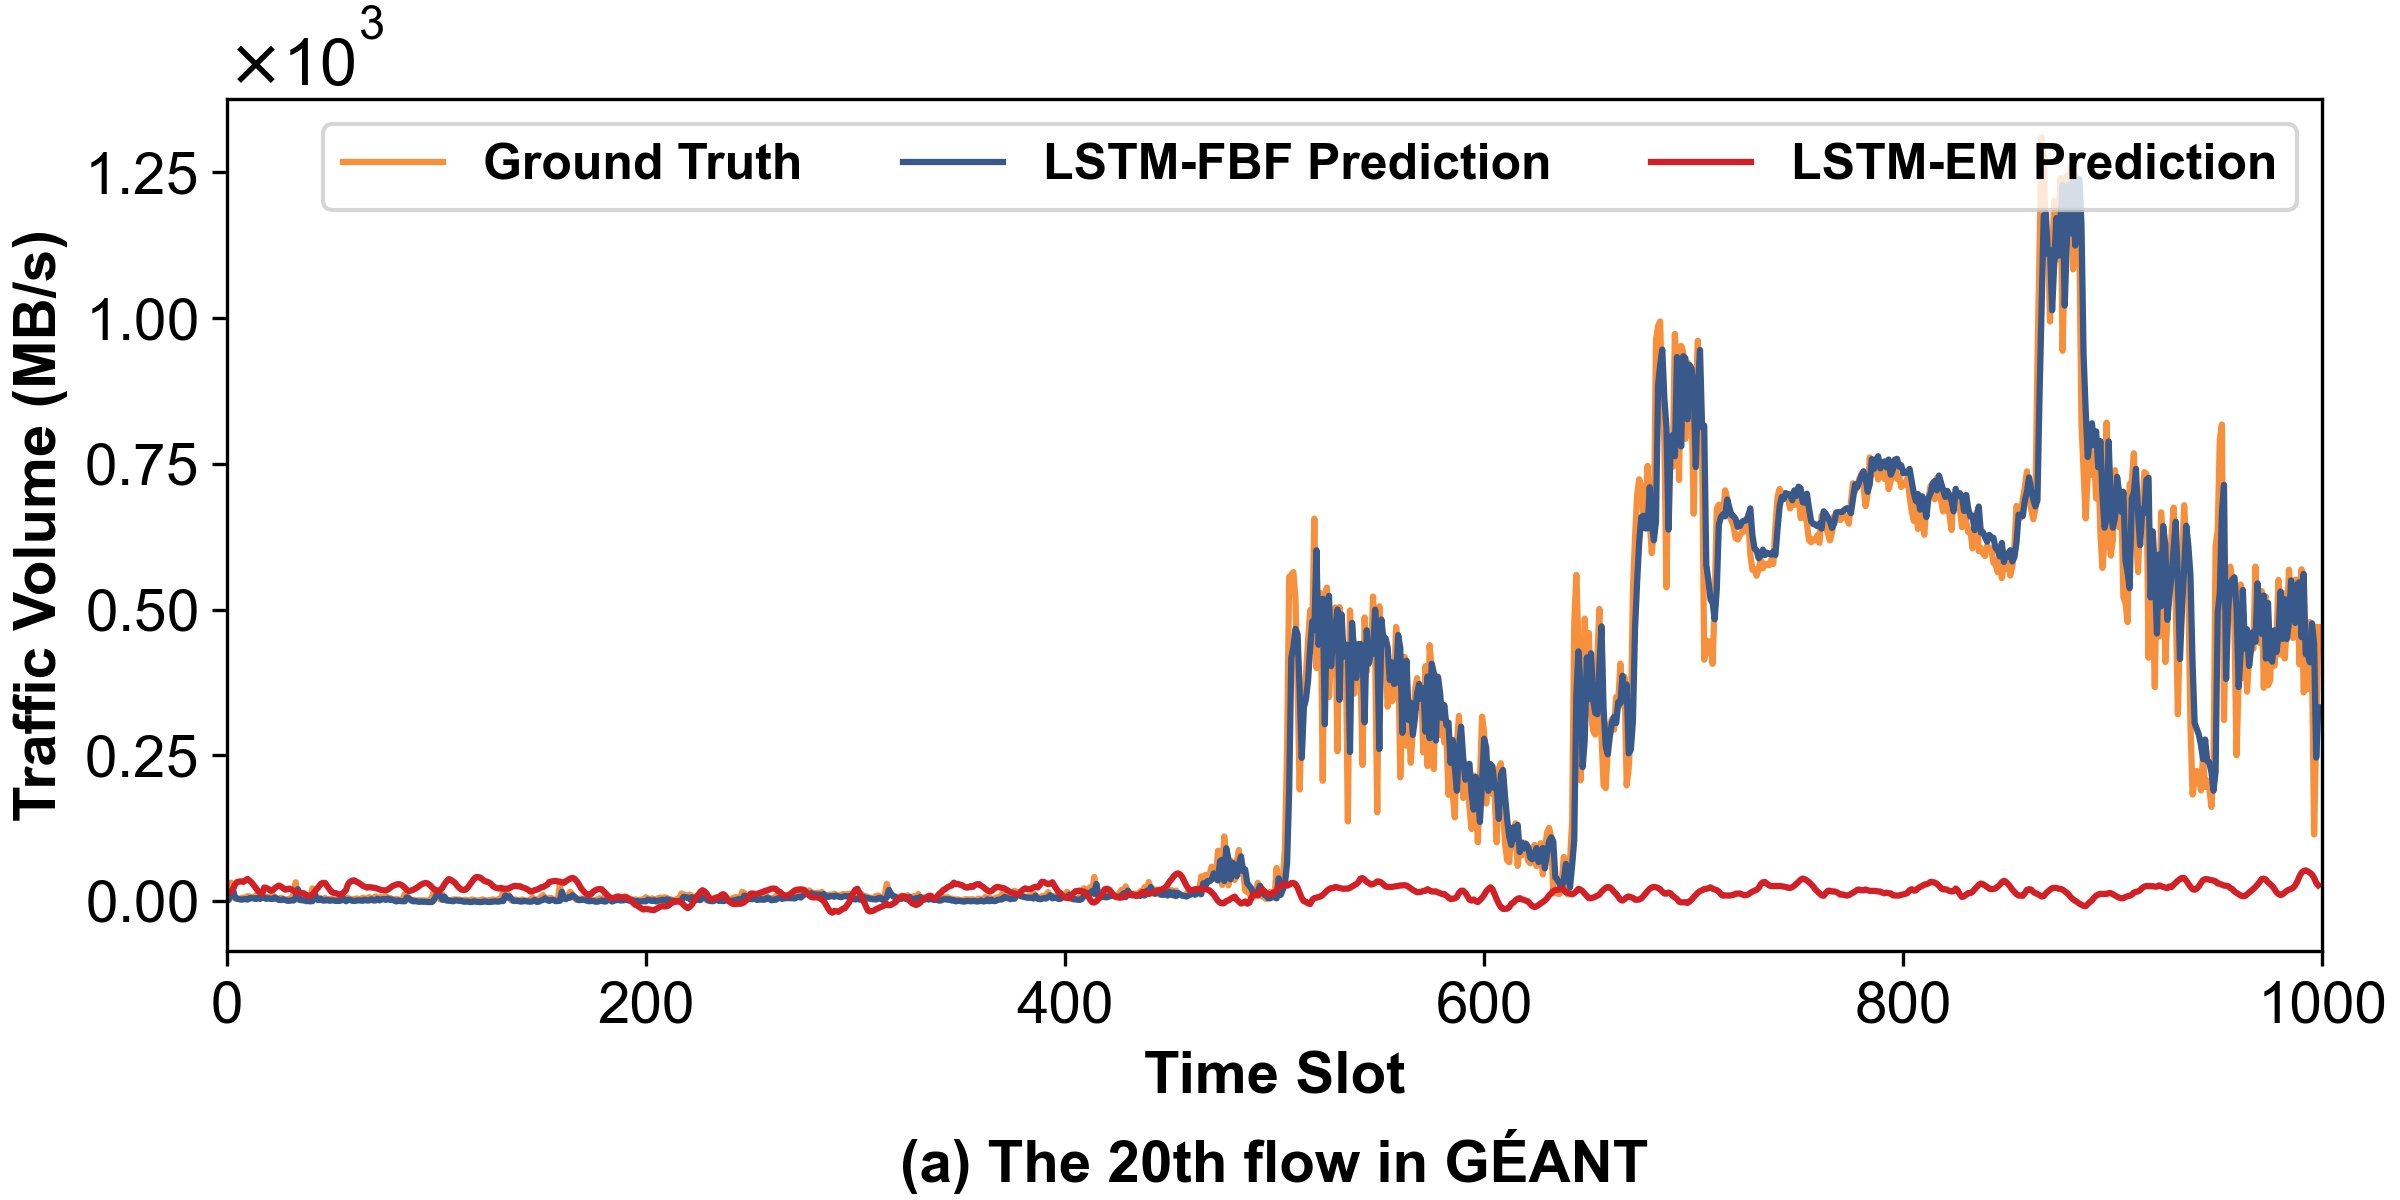 ×10³
Ground Truth LSTM-FBF Prediction LSTM-EM Prediction
1.25
1.00
0.75
0.50
0.25
0.00
Traffic Volume (MB/s)
0 200 400 600 800 1000
Time Slot
(a) The 20th flow in GÉANT